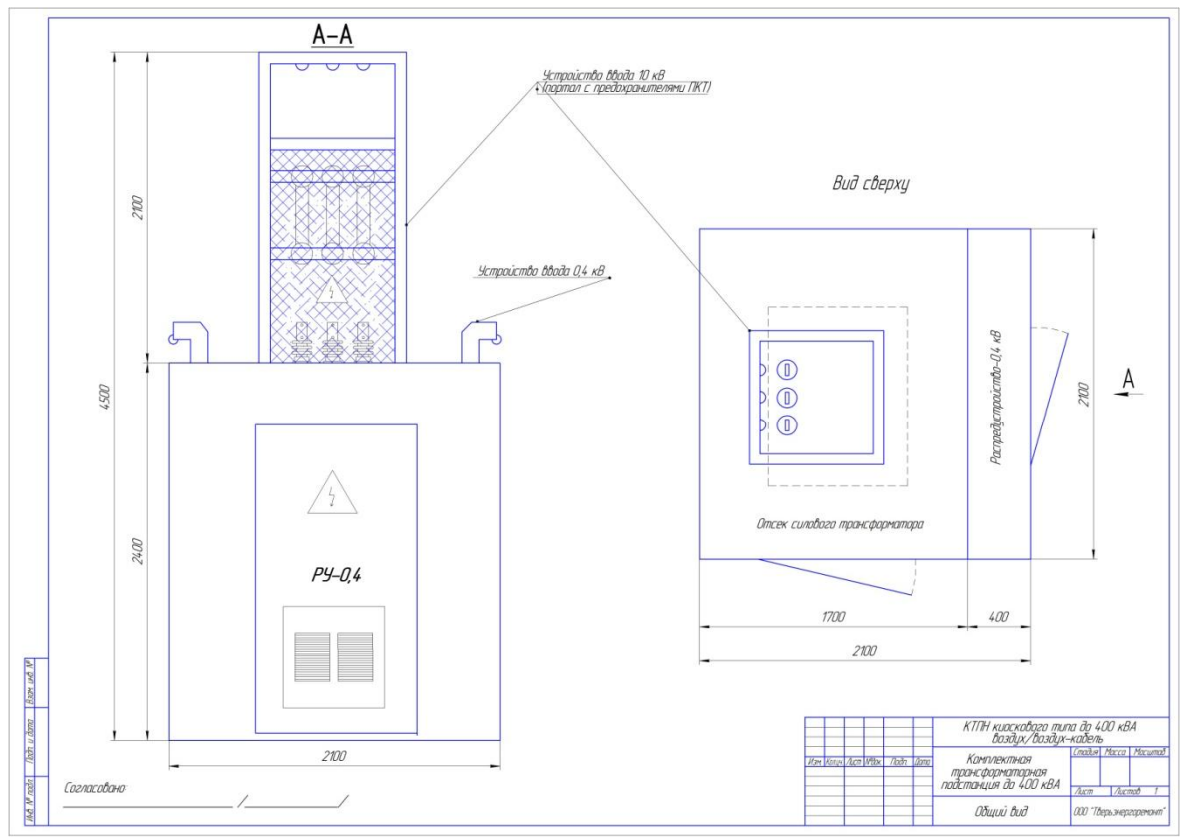 А-А
Устройство ввода 10 кВ
(портал с предохранителями ПКТ)
Вид сверху
2100
Устройство ввода 0,4 кВ
4500
Распредустройство-0,4 кВ
2100
А
Отсек силового трансформатора
2400
РУ-0,4
1700
400
2100
2100
Согласовано:
Взам. инв. №
Подп. и дата
Инв. № подл.
КТПН киоскового типа до 400 кВА
воздух/воздух-кабель
Изм. Кол.уч. Лист №док. Подп. Дата
Комплектная
трансформаторная
подстанция до 400 кВА
Стадия Масса Масштаб
Лист Листов 1
Общий вид
ООО "Тверьэнергоремонт"